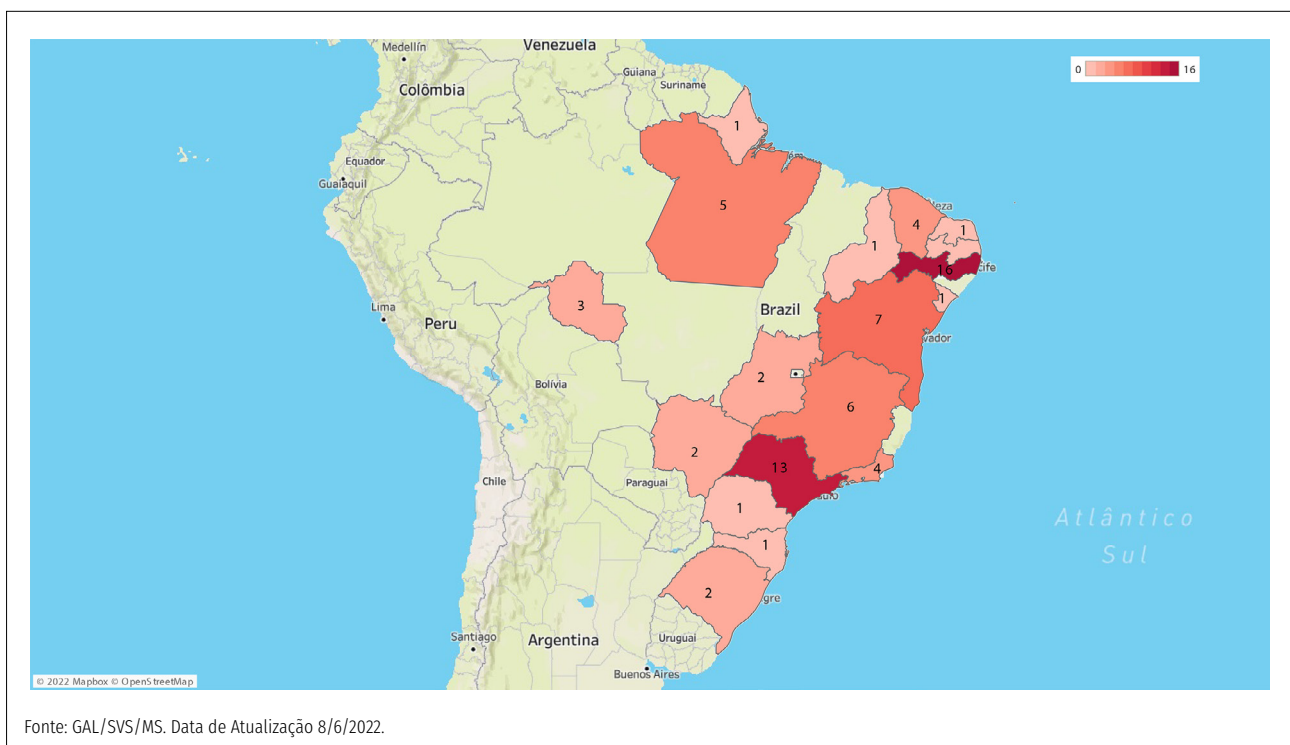 Venezuela
Medellín
Guiana
Suriname
Colômbia
0 16
1
Equador
Guaiaquil
5
4
1
1
16
1
3
Lima
Peru
Brazil
7
2
Bolívia
6
2
13
4
Chile
Paraguai
1
Atlântico
Sul
1
2
Santiago
Argentina
Uruguai
Buenos Aires
© 2022 Mapbox © OpenStreetMap
Fonte: GAL/SVS/MS. Data de Atualização 8/6/2022.